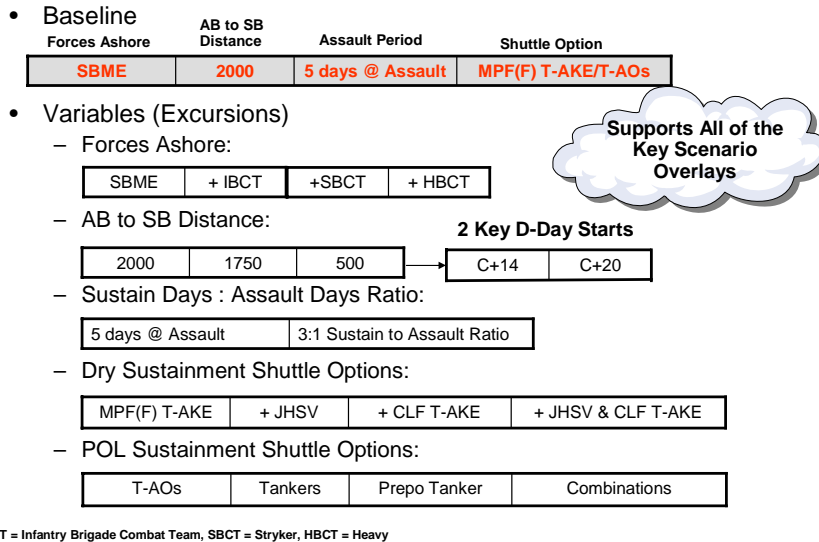 • Baseline
Forces Ashore
AB to SB
Distance
Assault Period
Shuttle Option
SBME 2000 5 days @ Assault MPF(F) T-AKE/T-AOs
• Variables (Excursions)
Supports All of the
Key Scenario
Overlays
– Forces Ashore:
SBME + IBCT +SBCT + HBCT
– AB to SB Distance:
2 Key D-Day Starts
2000 1750 500 C+14 C+20
– Sustain Days : Assault Days Ratio:
5 days @ Assault 3:1 Sustain to Assault Ratio
– Dry Sustainment Shuttle Options:
MPF(F) T-AKE + JHSV + CLF T-AKE + JHSV & CLF T-AKE
– POL Sustainment Shuttle Options:
T-AOs Tankers Prepo Tanker Combinations
T = Infantry Brigade Combat Team, SBCT = Stryker, HBCT = Heavy